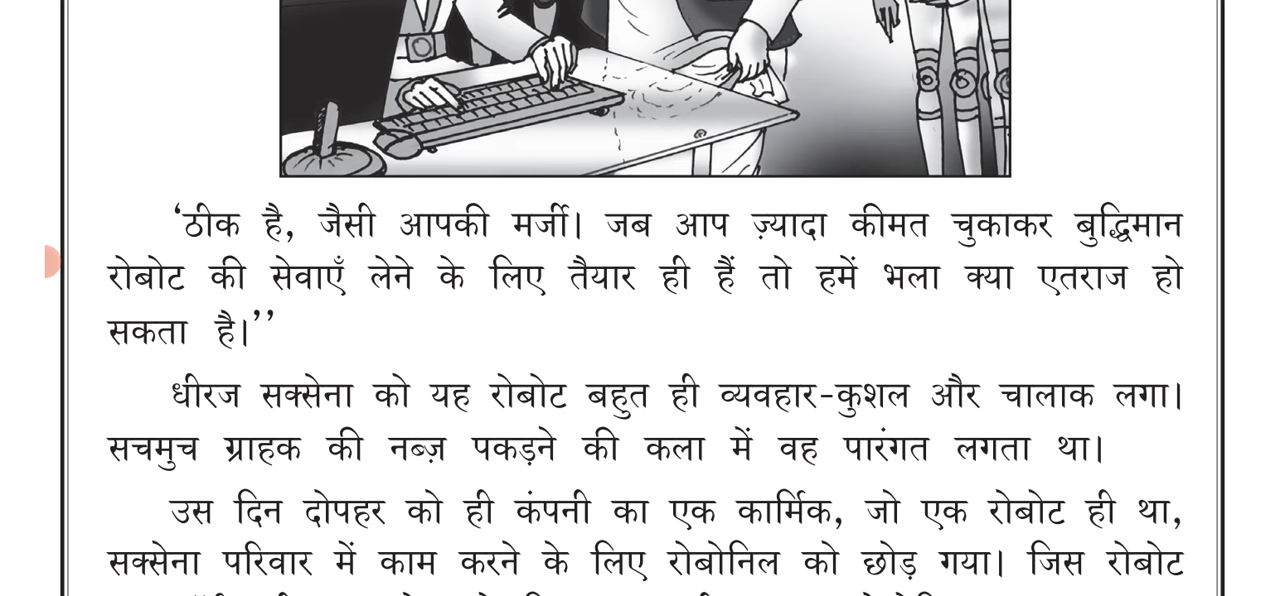 ‘ठीक है, जैसी आपकी मर्जी। जब आप ज़्यादा कीमत चुकाकर बुद्धिमान
रोबोट की सेवाएँ लेने के लिए तैयार ही हैं तो हमें भला क्या एतराज हो
सकता है।’’
धीरज सक्सेना को यह रोबोट बहुत ही व्यवहार-कुशल और चालाक लगा।
सचमुच ग्राहक की नब्ज़ पकड़ने की कला में वह पारंगत लगता था।
उस दिन दोपहर को ही कंपनी का एक कार्मिक, जो एक रोबोट ही था,
सक्सेना परिवार में काम करने के लिए रोबोनिल को छोड़ गया। जिस रोबोट